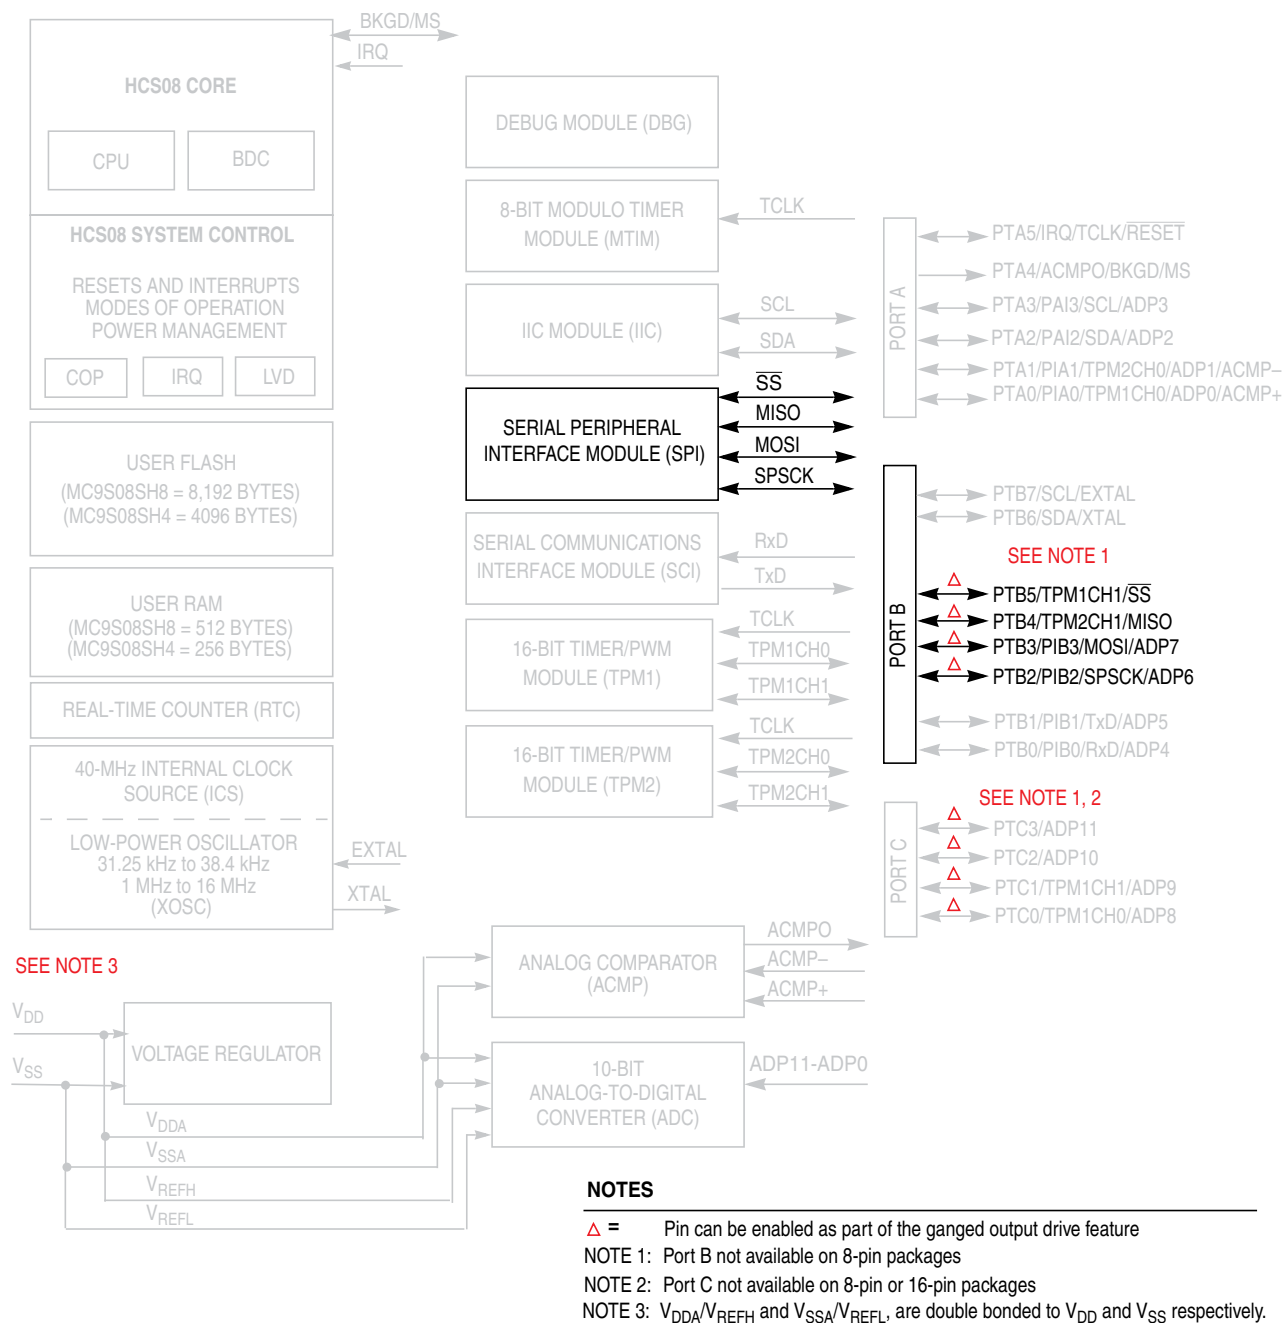 BKGD/MS
IRQ
HCS08 CORE
CPU
BDC
HCS08 SYSTEM CONTROL
RESETS AND INTERRUPTS
MODES OF OPERATION
POWER MANAGEMENT
COP
IRQ
LVD
USER FLASH
(MC9S08SH8 = 8,192 BYTES)
(MC9S08SH4 = 4096 BYTES)
USER RAM
(MC9S08SH8 = 512 BYTES)
(MC9S08SH4 = 256 BYTES)
REAL-TIME COUNTER (RTC)
40-MHz INTERNAL CLOCK
SOURCE (ICS)
LOW-POWER OSCILLATOR
31.25 kHz to 38.4 kHz
1 MHz to 16 MHz
(XOSC)
EXTAL
XTAL
SEE NOTE 3
VDD
VSS
VOLTAGE REGULATOR
VDDA
VSSA
VREFH
VREFL
DEBUG MODULE (DBG)
8-BIT MODULO TIMER
MODULE (MTIM)
TCLK
IIC MODULE (IIC)
SCL
SDA
SERIAL PERIPHERAL
INTERFACE MODULE (SPI)
SS
MISO
MOSI
SPSCK
SERIAL COMMUNICATIONS
INTERFACE MODULE (SCI)
RxD
TxD
16-BIT TIMER/PWM
MODULE (TPM1)
TCLK
TPM1CH0
TPM1CH1
16-BIT TIMER/PWM
MODULE (TPM2)
TCLK
TPM2CH0
TPM2CH1
ANALOG COMPARATOR
(ACMP)
ACMPO
ACMP–
ACMP+
10-BIT
ANALOG-TO-DIGITAL
CONVERTER (ADC)
ADP11-ADP0
PORT A
PTA5/IRQ/TCLK/RESET
PTA4/ACMPO/BKGD/MS
PTA3/PAI3/SCL/ADP3
PTA2/PAI2/SDA/ADP2
PTA1/PIA1/TPM2CH0/ADP1/ACMP–
PTA0/PIA0/TPM1CH0/ADP0/ACMP+
PORT B
PTB7/SCL/EXTAL
PTB6/SDA/XTAL
SEE NOTE 1
Δ PTB5/TPM1CH1/SS
Δ PTB4/TPM2CH1/MISO
Δ PTB3/PIB3/MOSI/ADP7
Δ PTB2/PIB2/SPSCK/ADP6
PTB1/PIB1/TxD/ADP5
PTB0/PIB0/RxD/ADP4
SEE NOTE 1, 2
PORT C
Δ PTC3/ADP11
Δ PTC2/ADP10
Δ PTC1/TPM1CH1/ADP9
Δ PTC0/TPM1CH0/ADP8
NOTES
Δ = Pin can be enabled as part of the ganged output drive feature
NOTE 1: Port B not available on 8-pin packages
NOTE 2: Port C not available on 8-pin or 16-pin packages
NOTE 3: VDDA/VREFH and VSSA/VREFL, are double bonded to VDD and VSS respectively.